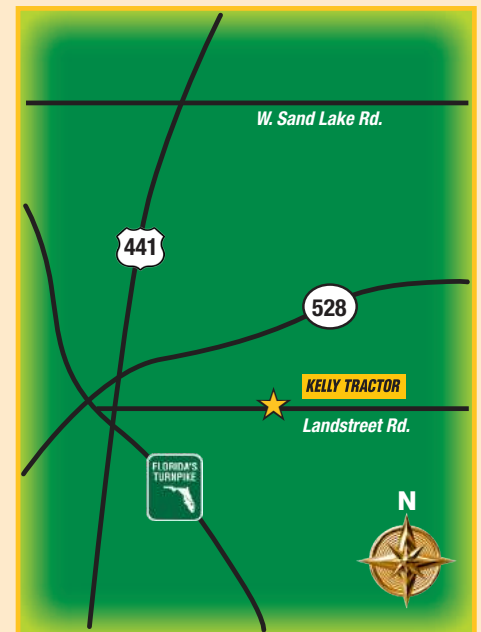 W. Sand Lake Rd.
441
528
KELLY TRACTOR
Landstreet Rd.
FLORIDA'S
TURNPIKE
N